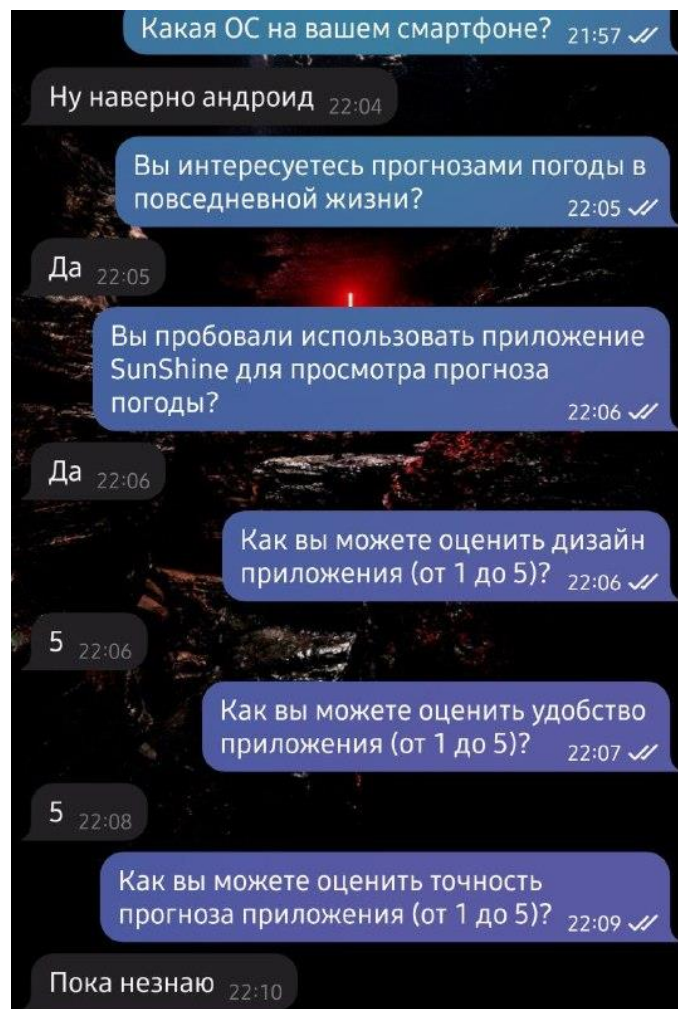 Какая ОС на вашем смартфоне? 21:57
Ну наверно андроид 22:04
Вы интересуетесь прогнозами погоды в
повседневной жизни? 22:05
Да 22:05
Вы пробовали использовать приложение
SunShine для просмотра прогноза
погоды? 22:06
Да 22:06
Как вы можете оценить дизайн
приложения (от 1 до 5)? 22:06
5 22:06
Как вы можете оценить удобство
приложения (от 1 до 5)? 22:07
5 22:08
Как вы можете оценить точность
прогноза приложения (от 1 до 5)? 22:09
Пока незнаю 22:10